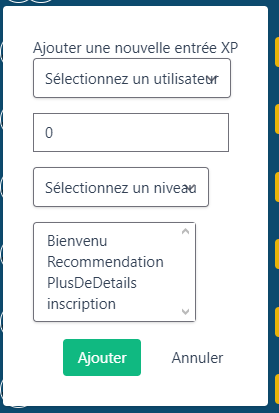 Ajouter une nouvelle entrée XP
Sélectionnez un utilisateur
0
Sélectionnez un niveau
Bienvenu
Recommendation
PlusDeDetails
inscription
Ajouter
Annuler